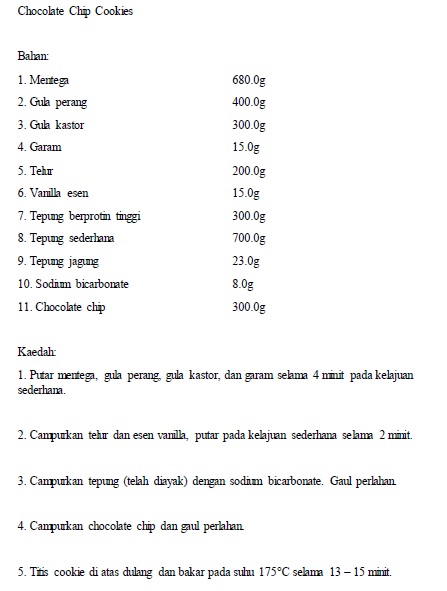 Chocolate Chip Cookies
Bahan:
1. Mentega 680.0g
2. Gula perang 400.0g
3. Gula kastor 300.0g
4. Garam 15.0g
5. Telur 200.0g
6. Vanilla esen 15.0g
7. Tepung berprotin tinggi 300.0g
8. Tepung sederhana 700.0g
9. Tepung jagung 23.0g
10. Sodium bicarbonate 8.0g
11. Chocolate chip 300.0g
Kaedah:
1. Putar mentega, gula perang, gula kastor, dan garam selama 4 minit pada kelajuan
sederhana.
2. Campurkan telur dan esen vanilla, putar pada kelajuan sederhana selama 2 minit.
3. Campurkan tepung (telah diayak) dengan sodium bicarbonate. Gaul perlahan.
4. Campurkan chocolate chip dan gaul perlahan.
5. Titis cookie di atas dulang dan bakar pada suhu 175°C selama 13 – 15 minit.